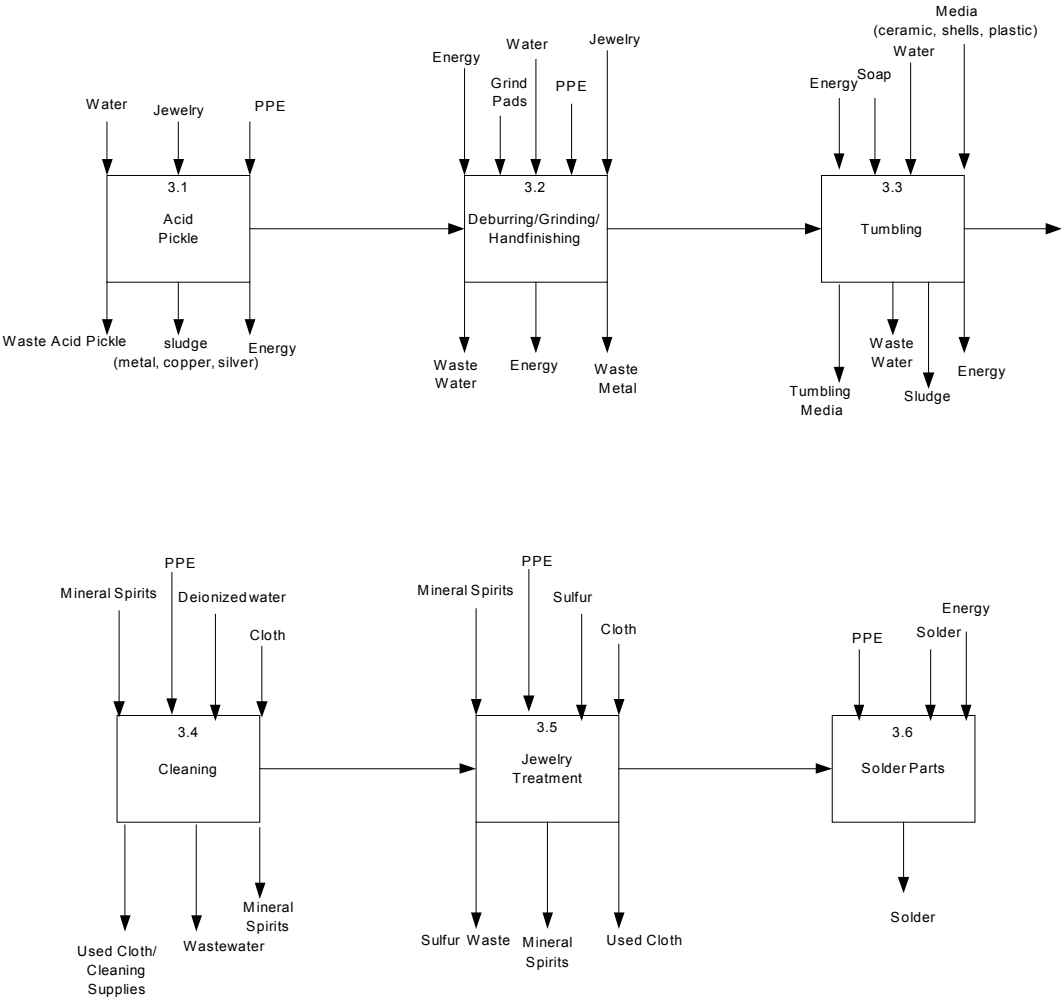 Media
(ceramic, shells, plastic)
Jewelry
Water
Water
Energy
Grind
Pads
PPE
Energy
Soap
Water
Jewelry
PPE
3.1
Acid
Pickle
3.2
Deburring/Grinding/
Handfinishing
3.3
Tumbling
Waste Acid Pickle
sludge
(metal, copper, silver)
Energy
Waste
Water
Energy
Waste
Metal
Tumbling
Media
Waste
Water
Sludge
Energy
Mineral Spirits
PPE
Deionized water
Cloth
Mineral Spirits
PPE
Sulfur
Cloth
PPE
Solder
Energy
3.4
Cleaning
3.5
Jewelry
Treatment
3.6
Solder Parts
Used Cloth/
Cleaning
Supplies
Wastewater
Mineral
Spirits
Sulfur Waste
Mineral
Spirits
Used Cloth
Solder